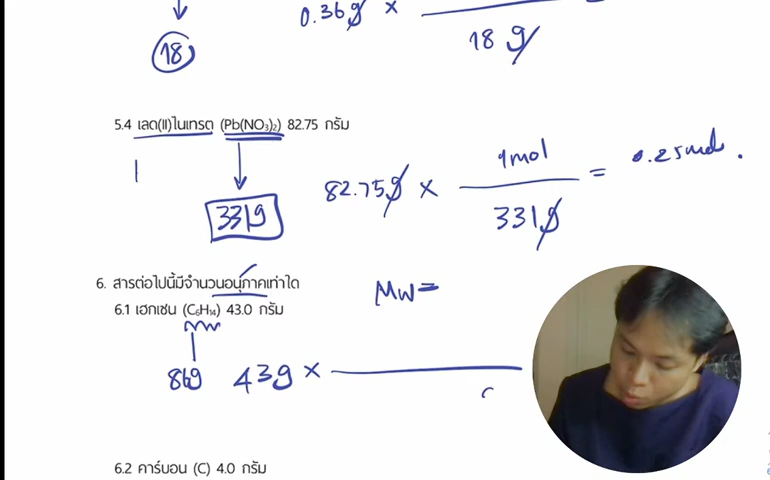 0.36g ×
18 g
18
5.4 เลด(II)ไนเทรต (Pb(NO₃)₂) 82.75 กรัม
331g
82.75g × 1mol
331g
= 0.25mol.
6. สารต่อไปนี้มีจำนวนอนุภาคเท่าใด
MW=
6.1 เฮกเซน (C₆H₁₄) 43.0 กรัม
86g 43g ×
6.2 คาร์บอน (C) 4.0 กรัม